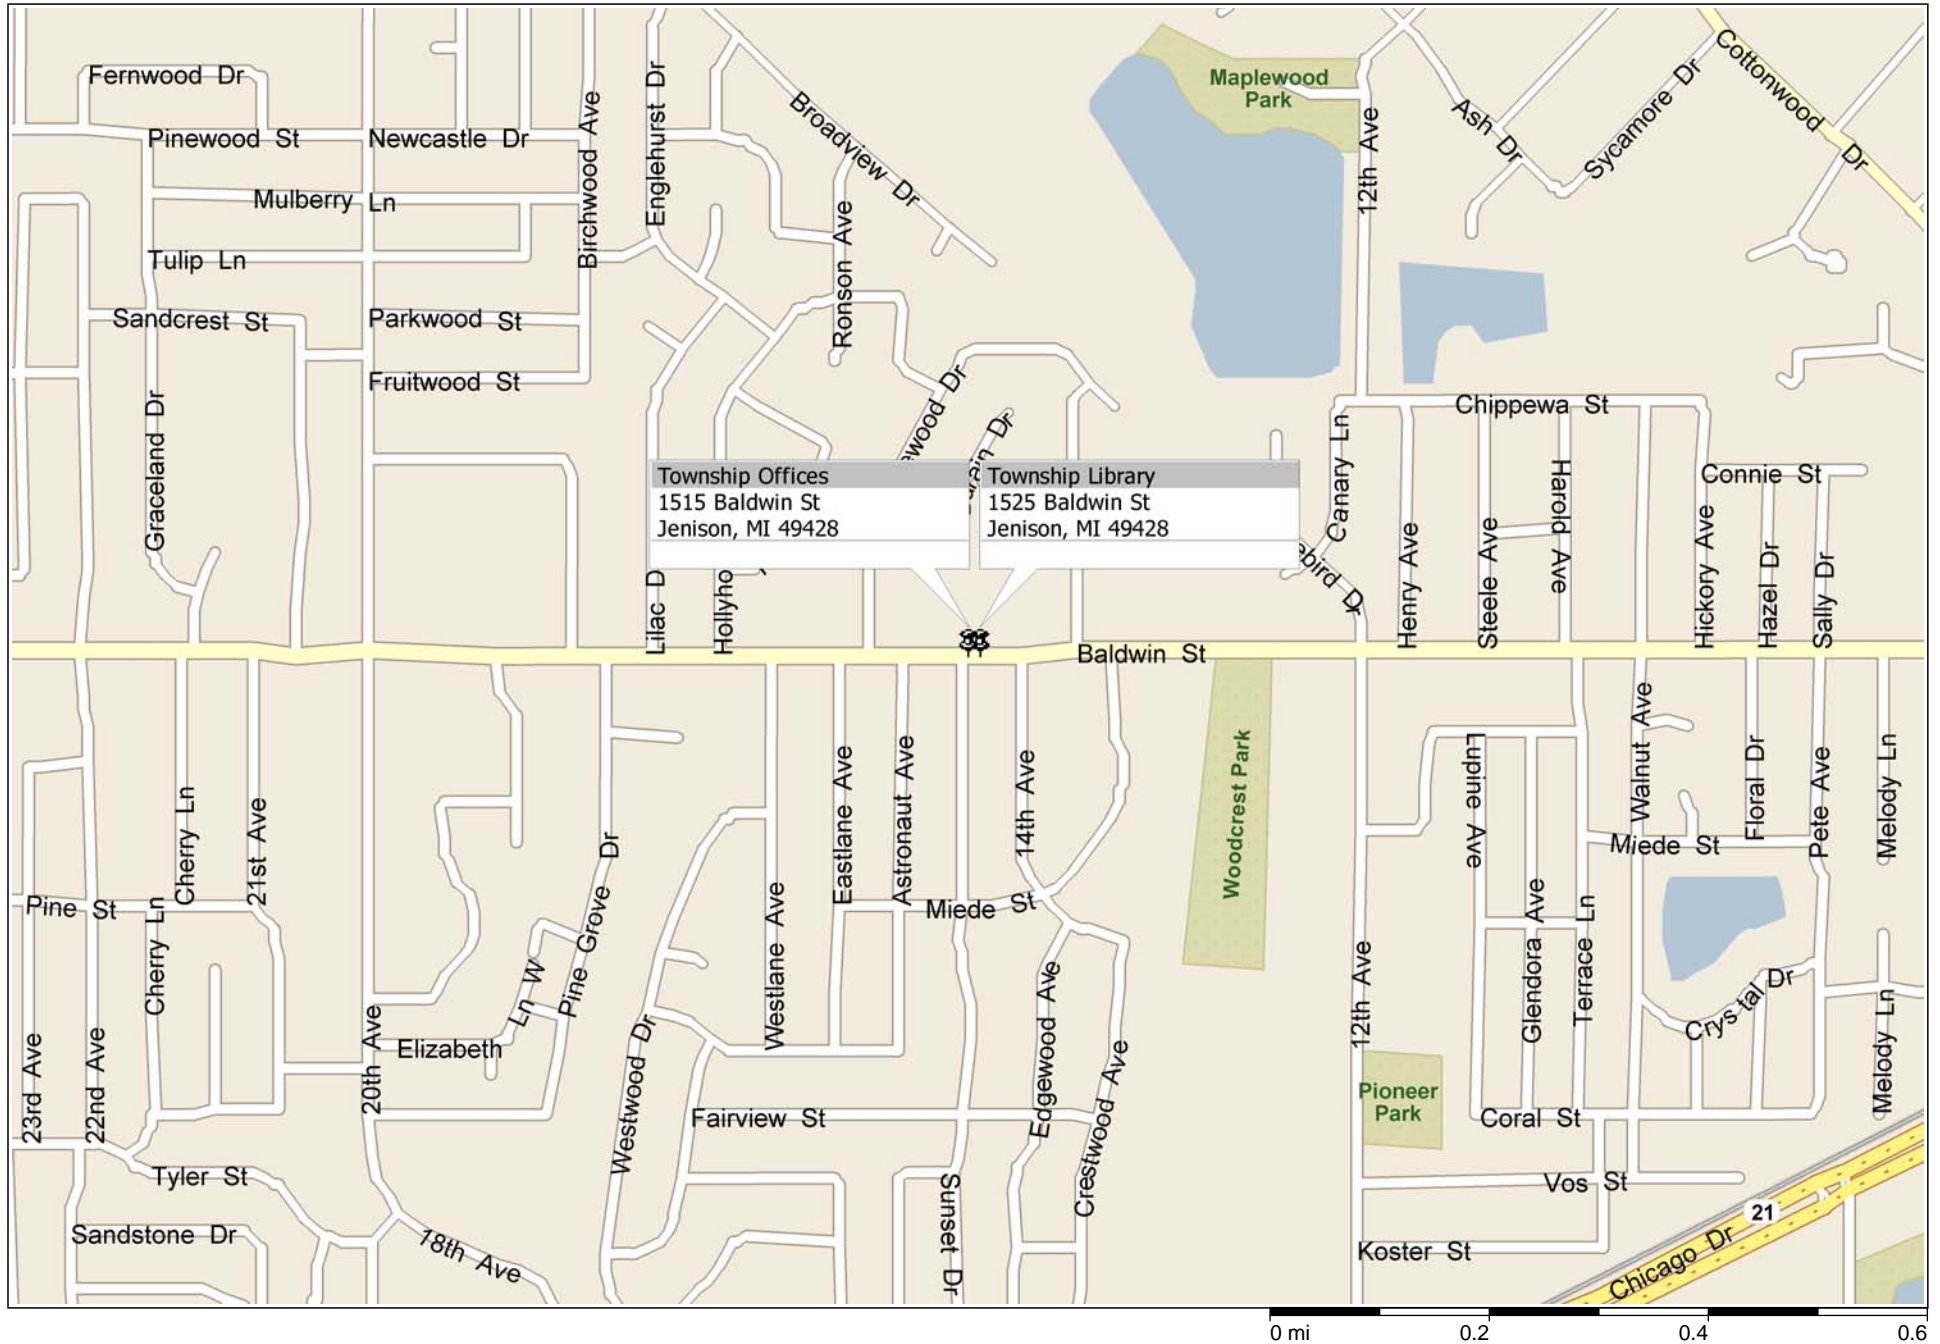 Fernwood Dr
Pinewood St
Newcastle Dr
Mulberry Ln
Tulip Ln
Sandcrest St
Parkwood St
Fruitwood St
Graceland Dr
Birchwood Ave
Englehurst Dr
Broadview Dr
Ronson Ave
Maplewood
Park
12th Ave
Ash Dr
Sycamore Dr
Cottonwood Dr
Chippewa St
Canary Ln
Henry Ave
Steele Ave
Harold Ave
Hickory Ave
Connie St
Hazel Dr
Sally Dr
ewood Dr
Dr
ebird Dr
Lilac D
Hollyho
Township Offices
1515 Baldwin St
Jenison, MI 49428
Township Library
1525 Baldwin St
Jenison, MI 49428
Baldwin St
Cherry Ln
21st Ave
Pine St
Cherry Ln
23rd Ave
22nd Ave
20th Ave
Elizabeth Ln W
Pine Grove Dr
Westwood Dr
Westlane Ave
Eastlane Ave
Astronaut Ave
14th Ave
Miede St
Edgewood Ave
Crestwood Ave
Fairview St
Sunset Dr
Tyler St
Sandstone Dr
18th Ave
Woodcrest Park
12th Ave
Pioneer
Park
Lupine Ave
Glendora Ave
Terrace Ln
Walnut Ave
Floral Dr
Pete Ave
Melody Ln
Miede St
Crystal Dr
Melody Ln
Coral St
Vos St
Koster St
21
Chicago Dr
0 mi 0.2 0.4 0.6